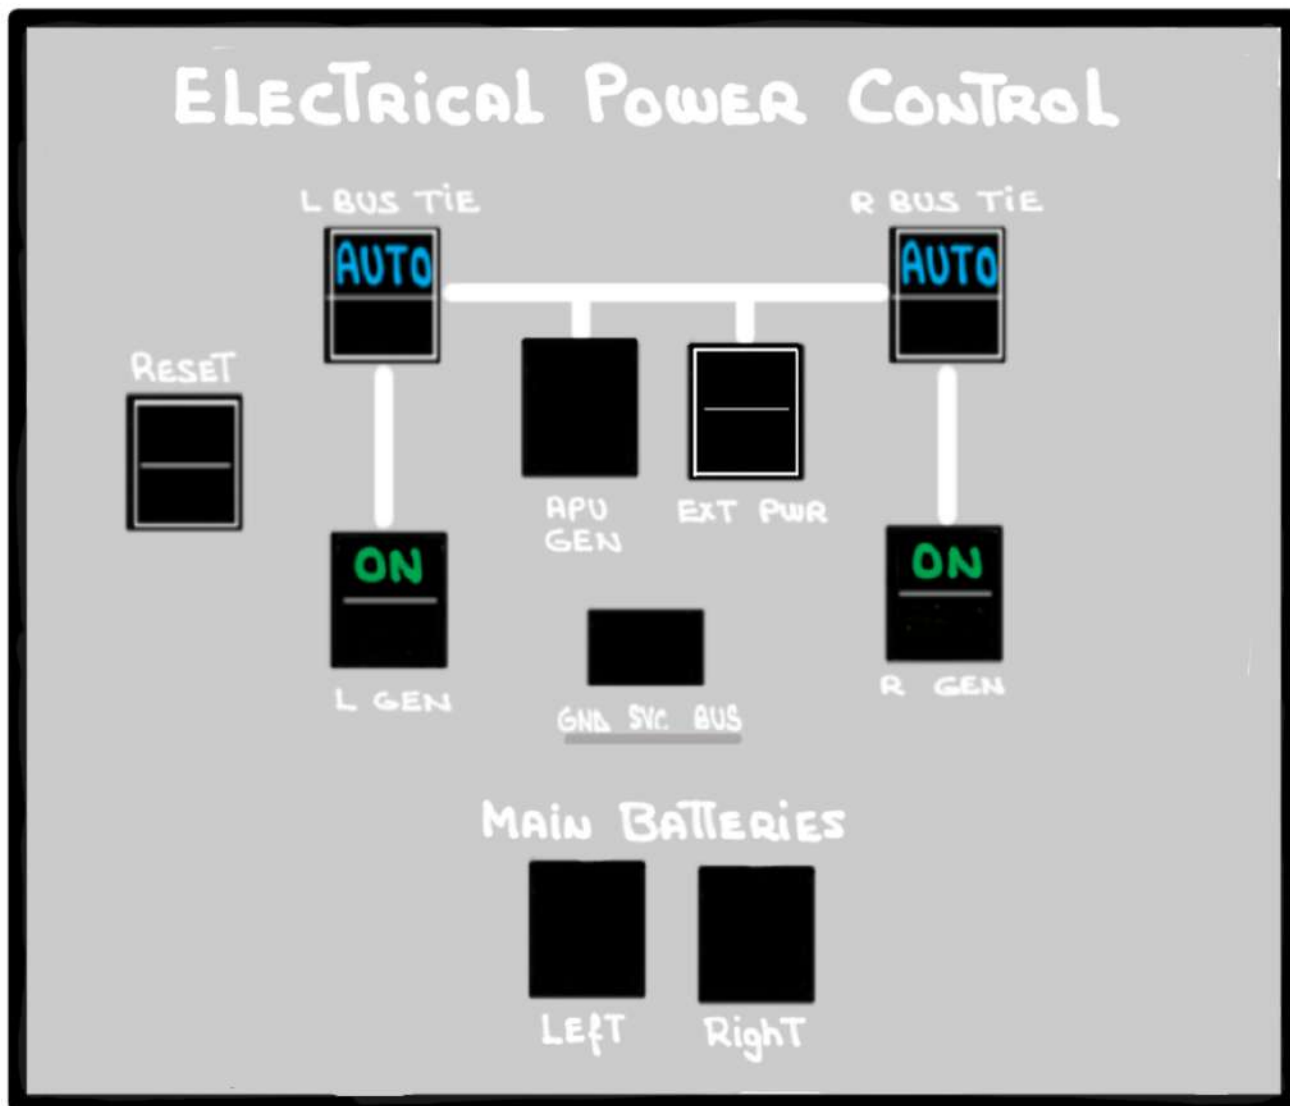 ELECTRICAL POWER CONTROL
L BUS TIE
R BUS TIE
AUTO
AUTO
RESET
APU
GEN
EXT PWR
ON
ON
L GEN
R GEN
GND SVC BUS
MAIN BATTERIES
LEfT
RighT